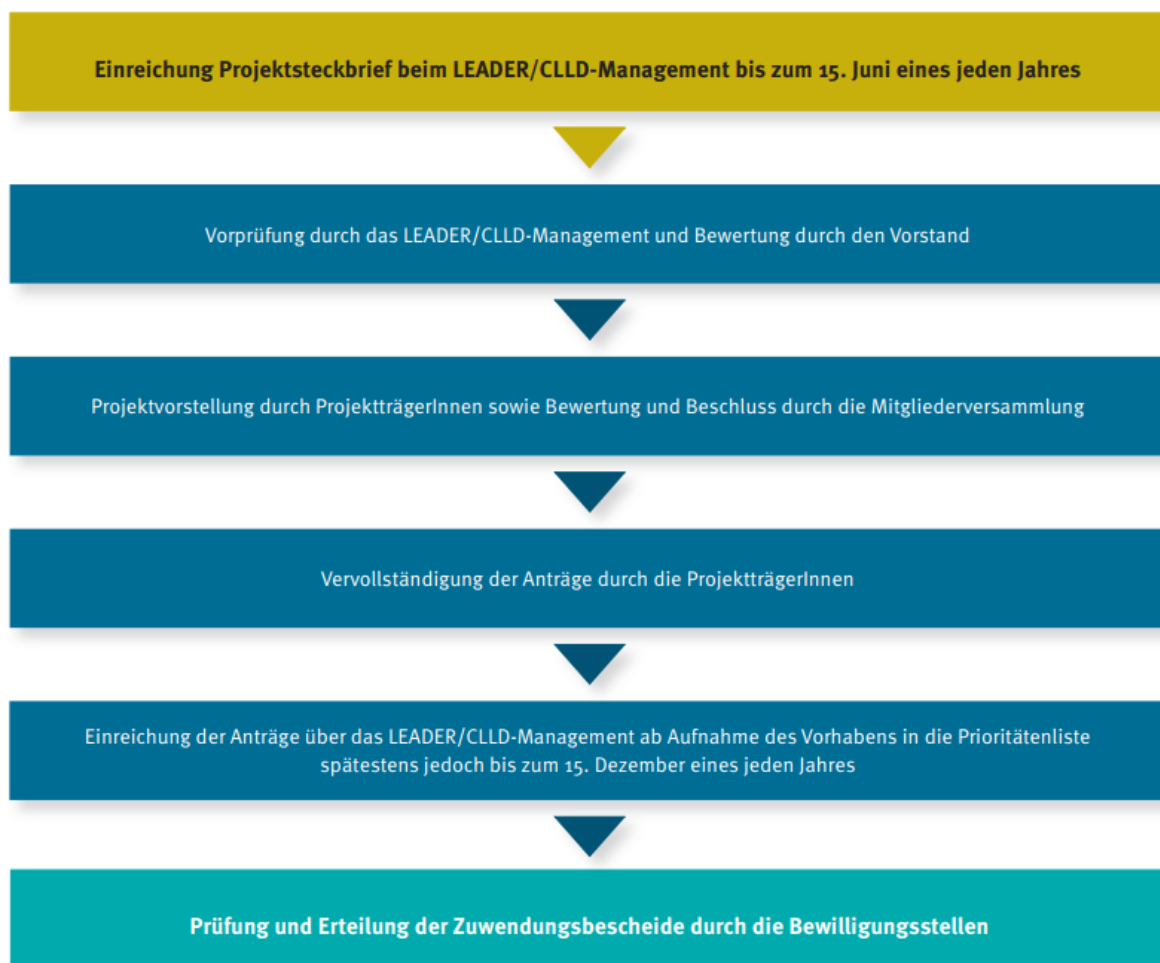 Einreichung Projektsteckbrief beim LEADER/CLLD-Management bis zum 15. Juni eines jeden Jahres
Vorprüfung durch das LEADER/CLLD-Management und Bewertung durch den Vorstand
Projektvorstellung durch ProjektträgerInnen sowie Bewertung und Beschluss durch die Mitgliederversammlung
Vervollständigung der Anträge durch die ProjektträgerInnen
Einreichung der Anträge über das LEADER/CLLD-Management ab Aufnahme des Vorhabens in die Prioritätenliste
spätestens jedoch bis zum 15. Dezember eines jeden Jahres
Prüfung und Erteilung der Zuwendungsbescheide durch die Bewilligungsstellen